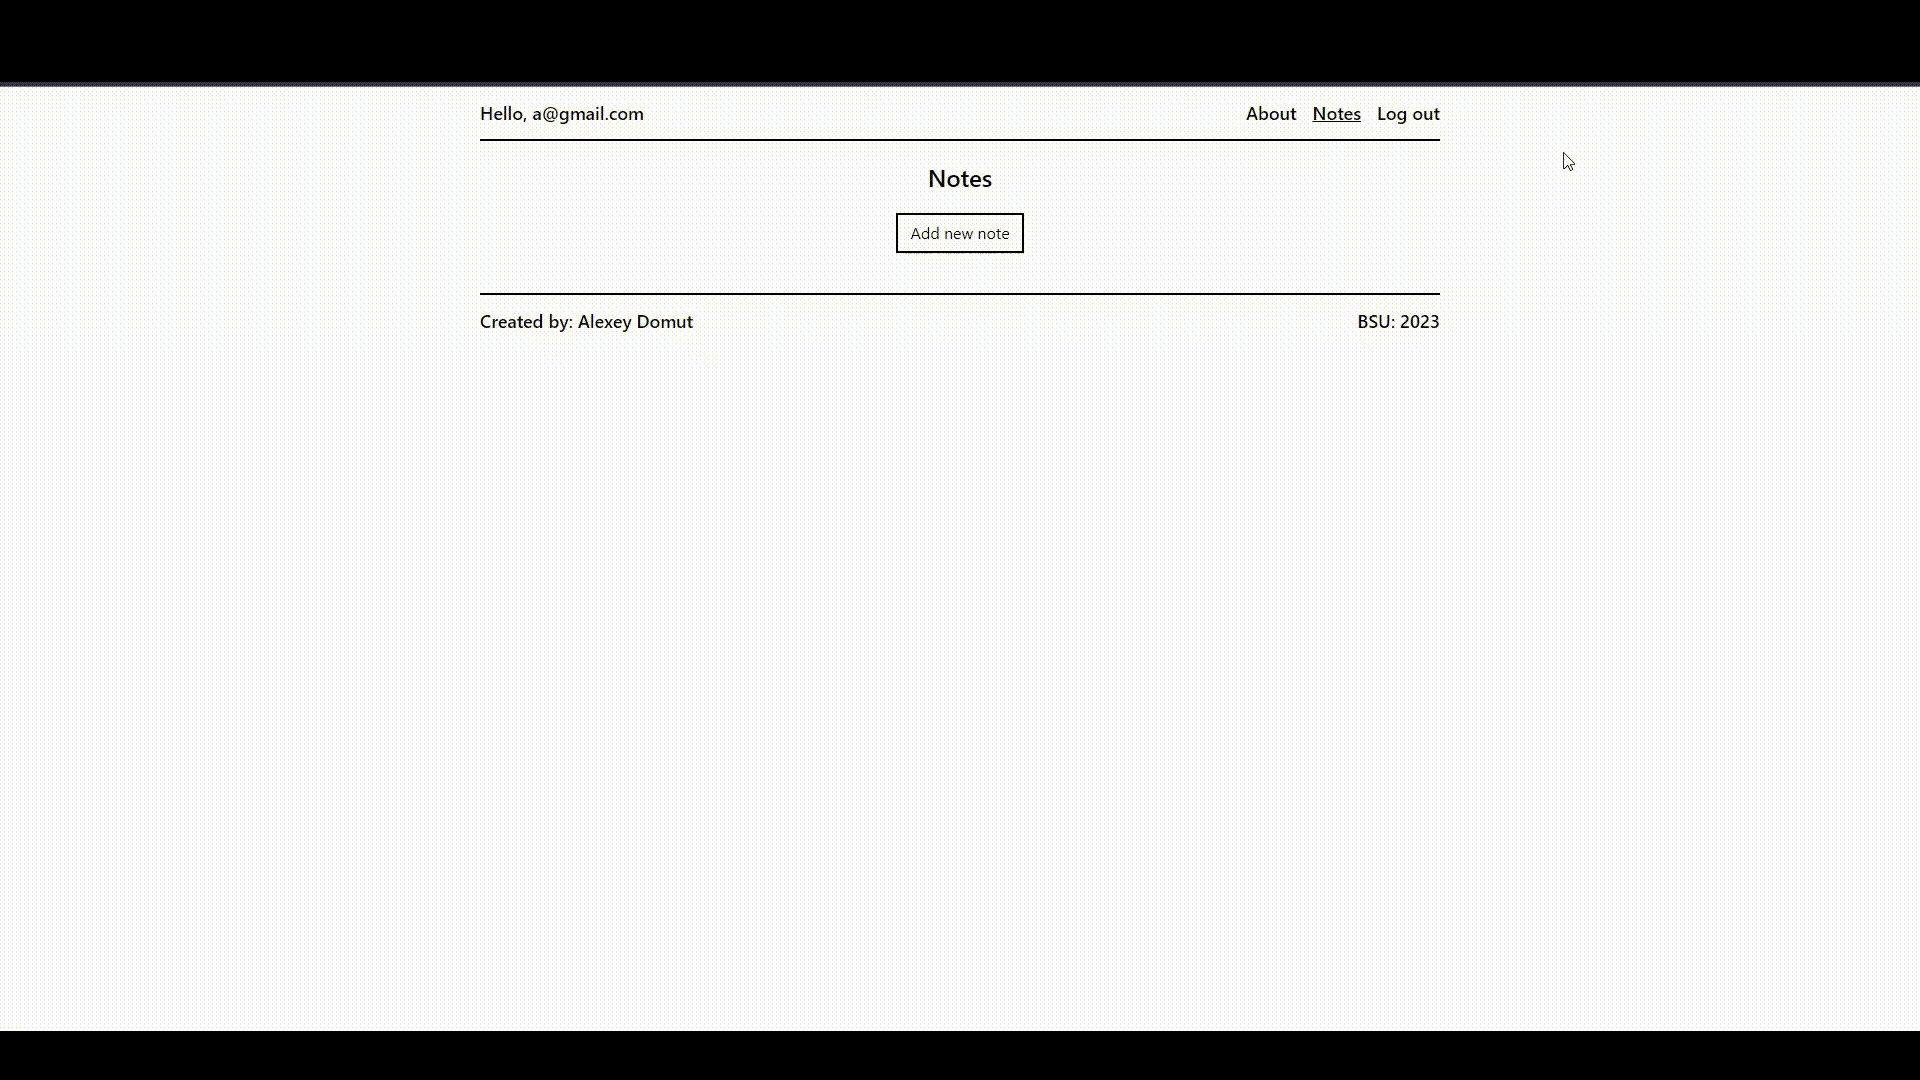 Hello, a@gmail.com About Notes Log out
Notes
Add new note
Created by: Alexey Domut BSU: 2023